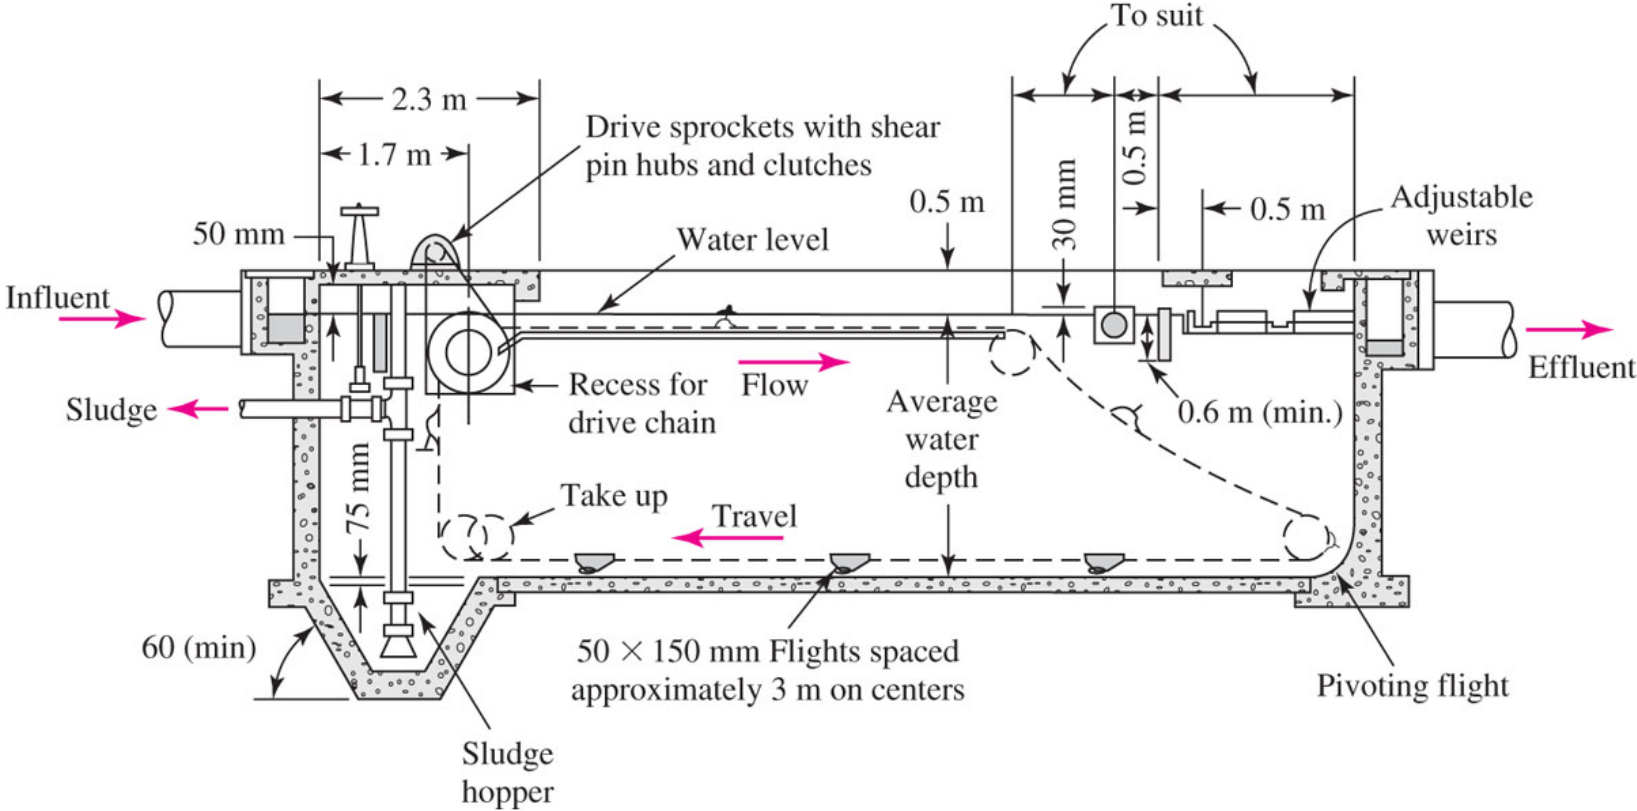 To suit
2.3 m
Drive sprockets with shear
pin hubs and clutches
1.7 m
0.5 m
30 mm
0.5 m
0.5 m
Adjustable
weirs
50 mm
Water level
Influent
Effluent
Sludge
Recess for
drive chain
Flow
Average
water
depth
0.6 m (min.)
75 mm
Take up
Travel
60 (min)
50 × 150 mm Flights spaced
approximately 3 m on centers
Pivoting flight
Sludge
hopper